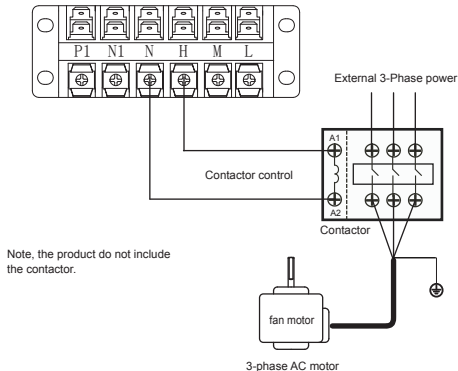 P1 N1 N H M L
External 3-Phase power
A1
Contactor control
A2
Contactor
Note, the product do not include
the contactor.
fan motor
3-phase AC motor